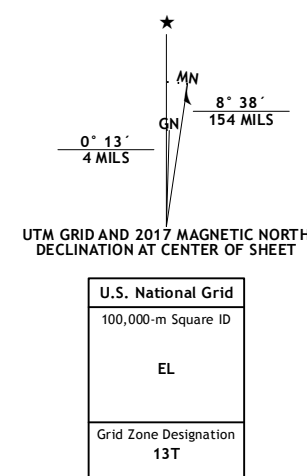 ★
MN
8° 38´
154 MILS
GN
0° 13´
4 MILS
UTM GRID AND 2017 MAGNETIC NORTH
DECLINATION AT CENTER OF SHEET
U.S. National Grid
100,000-m Square ID
EL
Grid Zone Designation
13T